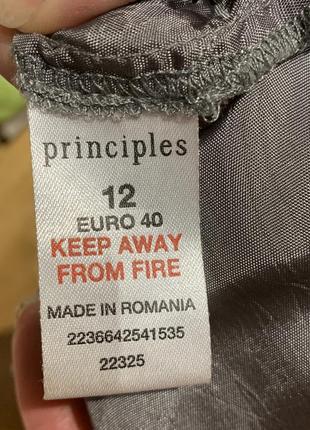 principles
12
EURO 40
KEEP AWAY
FROM FIRE
MADE IN ROMANIA
2236642541535
22325